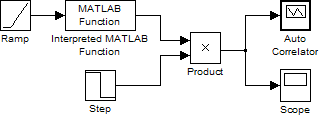 MATLAB
Function
Ramp
Interpreted MATLAB
Function
Step
×
Product
Auto
Correlator
Scope